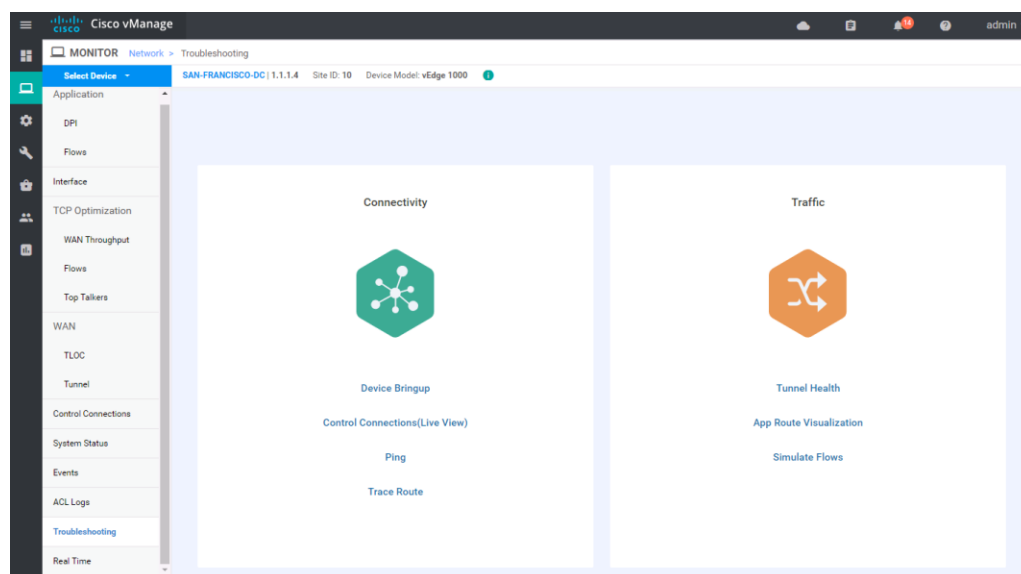 cisco Cisco vManage 14 admin
MONITOR Network > Troubleshooting
Select Device SAN-FRANCISCO-DC | 1.1.1.4 Site ID: 10 Device Model: vEdge 1000 i
Application
DPI
Flows
Interface
TCP Optimization
WAN Throughput
Flows
Top Talkers
WAN
TLOC
Tunnel
Control Connections
System Status
Events
ACL Logs
Troubleshooting
Real Time
Connectivity
Device Bringup
Control Connections(Live View)
Ping
Trace Route
Traffic
Tunnel Health
App Route Visualization
Simulate Flows